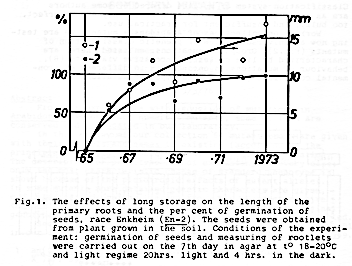 % mm
-1
-2
15
100 10
50 5
0 0
·65 ·67 ·69 ·71 1973
Fig.1. The effects of long storage on the length of the
primary roots and the per cent of germination of
seeds, race Enkheim (En-2). The seeds were obtained
from plant grown in the soil. Conditions of the experi-
ment: germination of seeds and measuring of rootlets
were carried out on the 7th day in agar at t° 18-20°C
and light regime 20hrs. light and 4 hrs. in the dark.